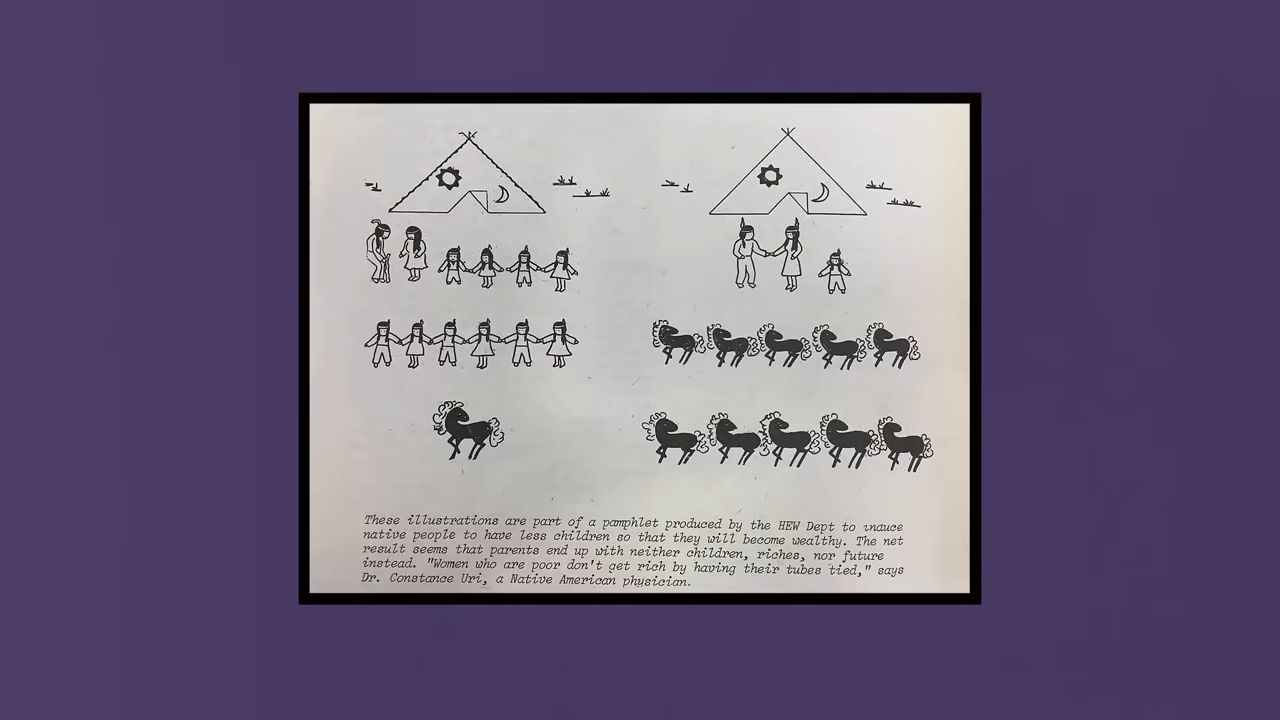 These illustrations are part of a pamphlet produced by the HEW Dept to induce
native people to have less children so that they will become wealthy. The net
result seems that parents end up with neither children, riches, nor future
instead. "Women who are poor don't get rich by having their tubes tied," says
Dr. Constance Uri, a Native American physician.